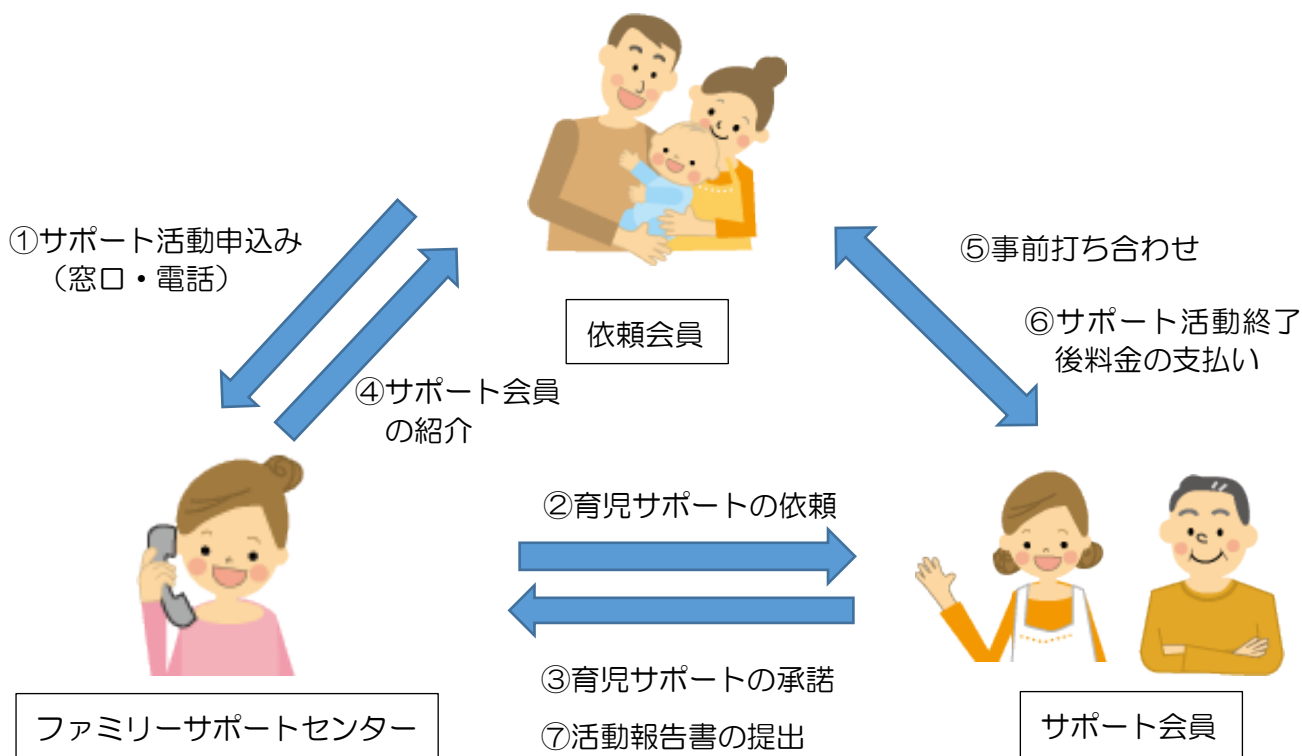 ①サポート活動申込み
（窓口・電話）
④サポート会員
の紹介
依頼会員
⑤事前打ち合わせ
⑥サポート活動終了
後料金の支払い
②育児サポートの依頼
③育児サポートの承諾
⑦活動報告書の提出
ファミリーサポートセンター
サポート会員